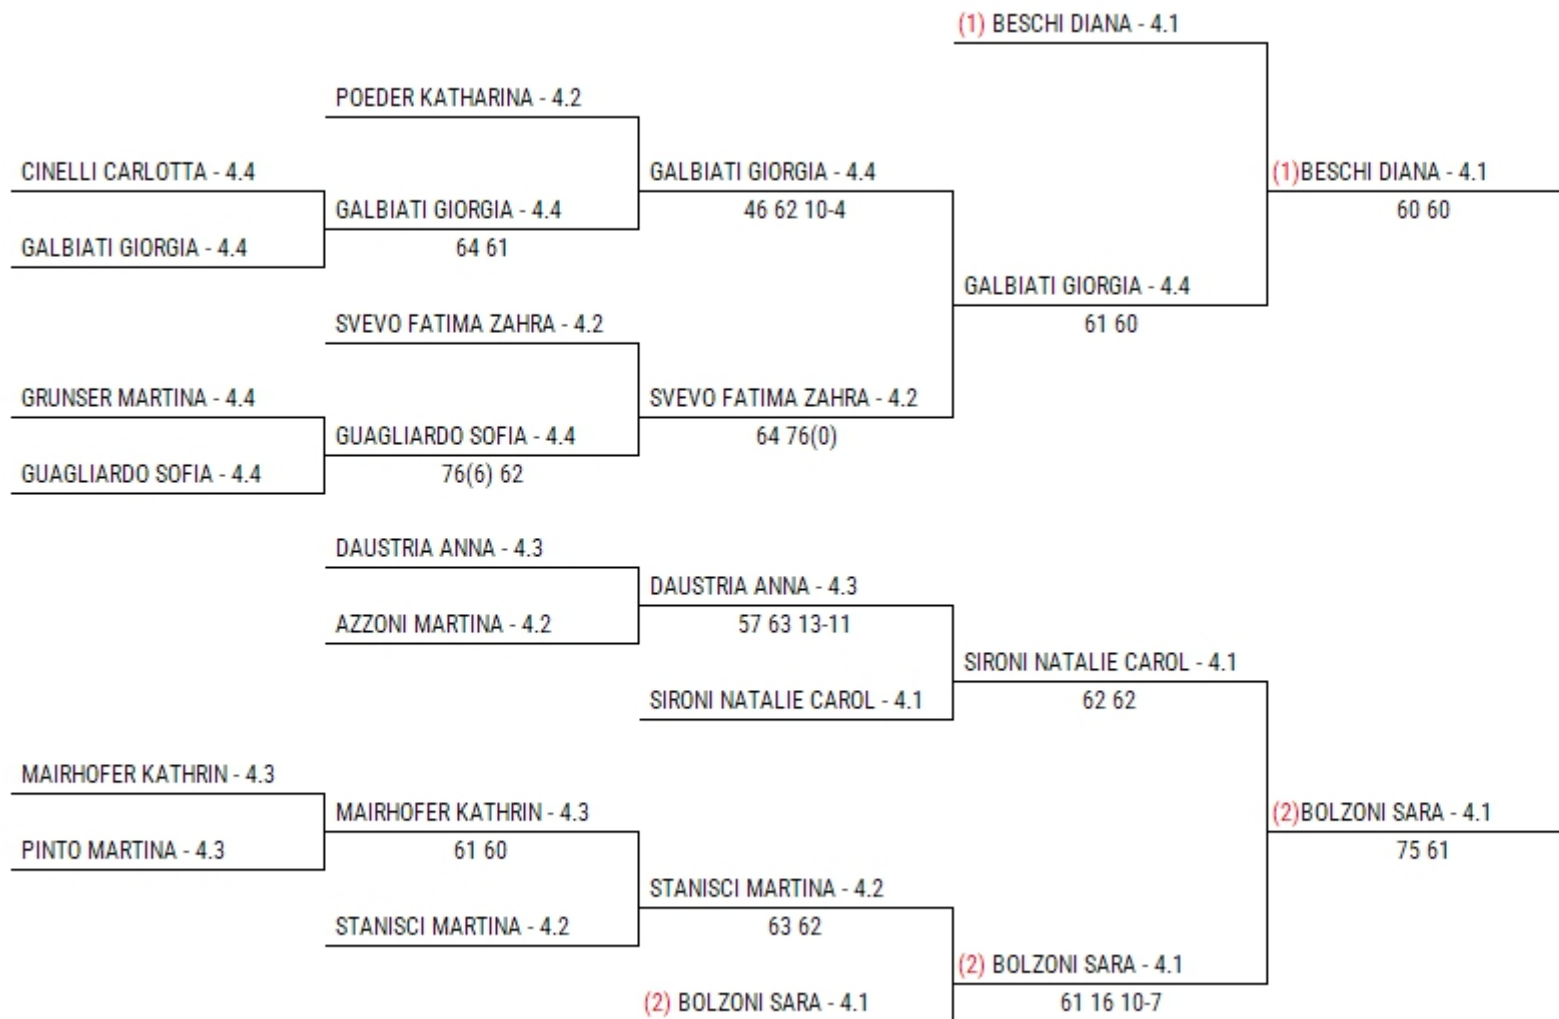 (1) BESCHI DIANA - 4.1
POEDER KATHARINA - 4.2
CINELLI CARLOTTA - 4.4
GALBIATI GIORGIA - 4.4
(1)BESCHI DIANA - 4.1
GALBIATI GIORGIA - 4.4
46 62 10-4
60 60
GALBIATI GIORGIA - 4.4
64 61
GALBIATI GIORGIA - 4.4
SVEVO FATIMA ZAHRA - 4.2
61 60
GRUNSER MARTINA - 4.4
SVEVO FATIMA ZAHRA - 4.2
GUAGLIARDO SOFIA - 4.4
64 76(0)
GUAGLIARDO SOFIA - 4.4
76(6) 62
DAUSTRIA ANNA - 4.3
DAUSTRIA ANNA - 4.3
AZZONI MARTINA - 4.2
57 63 13-11
SIRONI NATALIE CAROL - 4.1
SIRONI NATALIE CAROL - 4.1
62 62
MAIRHOFER KATHRIN - 4.3
MAIRHOFER KATHRIN - 4.3
(2)BOLZONI SARA - 4.1
PINTO MARTINA - 4.3
61 60
75 61
STANISCI MARTINA - 4.2
STANISCI MARTINA - 4.2
63 62
(2) BOLZONI SARA - 4.1
(2) BOLZONI SARA - 4.1
61 16 10-7